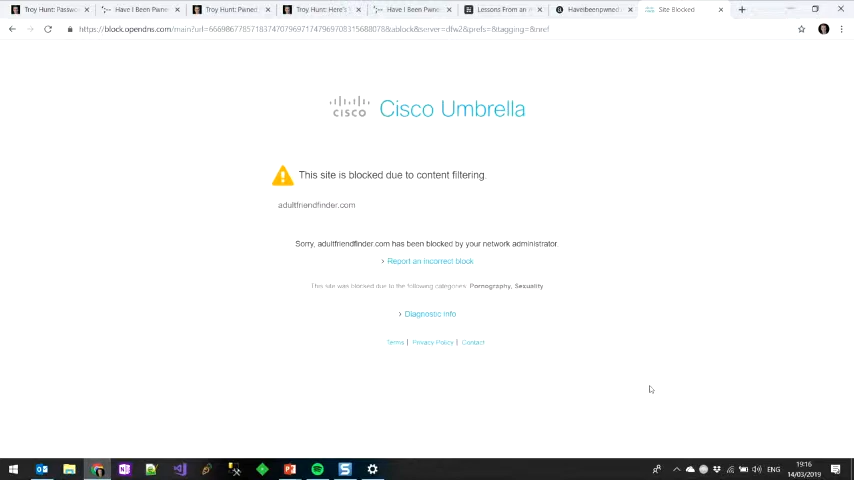 Troy Hunt: Passwo
Have I Been Pwne
Troy Hunt: Pwned
Troy Hunt: Here's
Have I Been Pwne
Lessons From an
Haveibeenpwned
Site Blocked
https://block.opendns.com/main?url=
&ablock&server=dfw2&prefs=&tagging=&nref
cisco Cisco Umbrella
This site is blocked due to content filtering.
adultfriendfinder.com
Sorry, adultfriendfinder.com has been blocked by your network administrator.
> Report an incorrect block
This site was blocked due to the following categories: Pornography, Sexuality
> Diagnostic info
Terms | Privacy Policy | Contact
ENG
19:16
14/03/2019